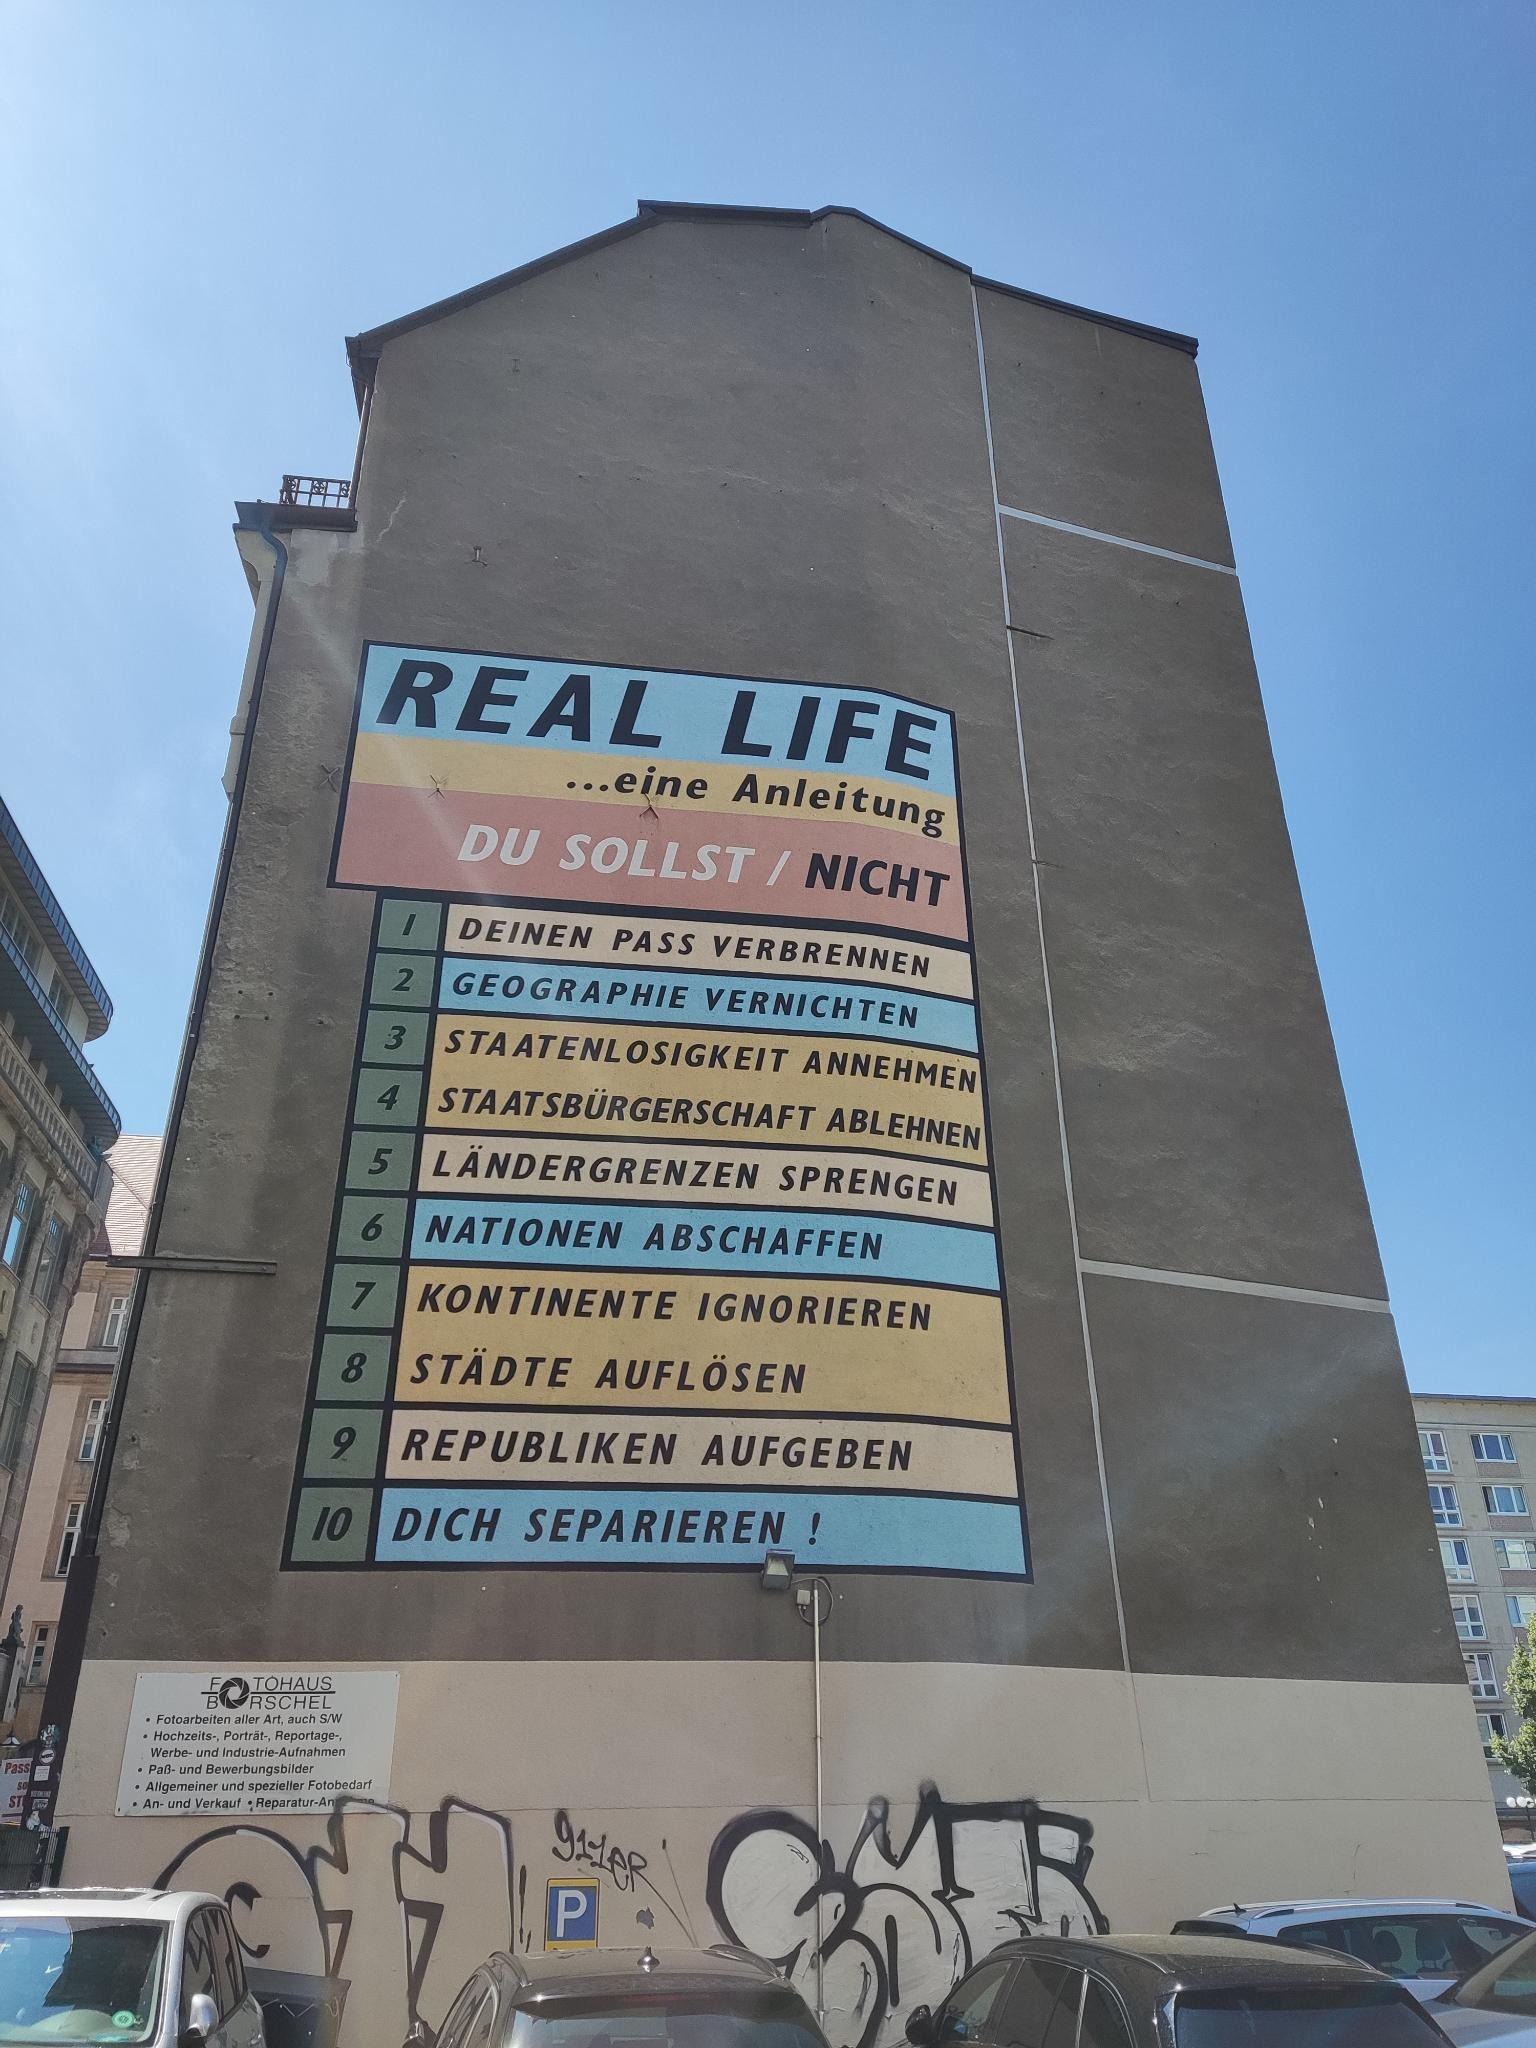 REAL LIFE
...eine Anleitung
DU SOLLST / NICHT
1 DEINEN PASS VERBRENNEN
2 GEOGRAPHIE VERNICHTEN
3 STAATENLOSIGKEIT ANNEHMEN
4 STAATSBÜRGERSCHAFT ABLEHNEN
5 LÄNDERGRENZEN SPRENGEN
6 NATIONEN ABSCHAFFEN
7 KONTINENTE IGNORIEREN
8 STÄDTE AUFLÖSEN
9 REPUBLIKEN AUFGEBEN
10 DICH SEPARIEREN !
FOTOHAUS
BÖRSCHEL
• Fotoarbeiten aller Art, auch S/W
• Hochzeits-, Porträt-, Reportage-,
Werbe- und Industrie-Aufnahmen
• Paß- und Bewerbungsbilder
• Allgemeiner und spezieller Fotobedarf
• An- und Verkauf •
911ER
P